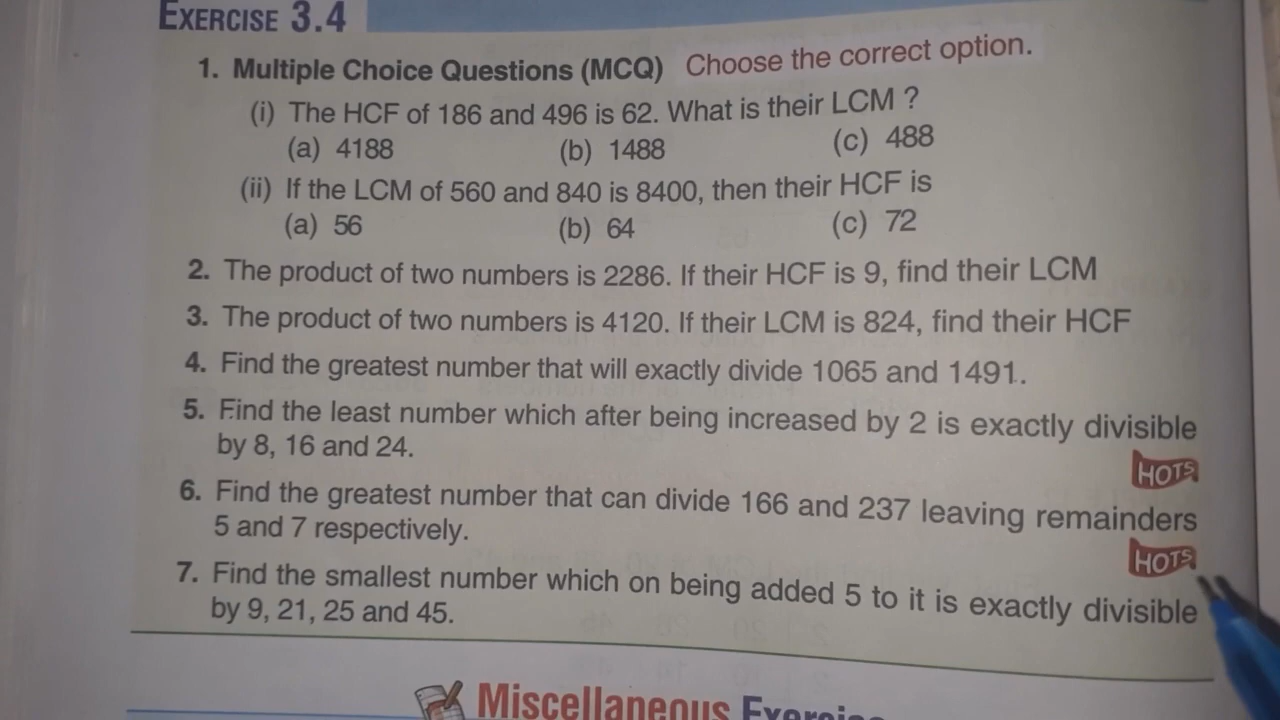 EXERCISE 3.4
1. Multiple Choice Questions (MCQ) Choose the correct option.
(i) The HCF of 186 and 496 is 62. What is their LCM ?
(a) 4188 (b) 1488 (c) 488
(ii) If the LCM of 560 and 840 is 8400, then their HCF is
(a) 56 (b) 64 (c) 72
2. The product of two numbers is 2286. If their HCF is 9, find their LCM
3. The product of two numbers is 4120. If their LCM is 824, find their HCF
4. Find the greatest number that will exactly divide 1065 and 1491.
5. Find the least number which after being increased by 2 is exactly divisible
by 8, 16 and 24.
HOTS
6. Find the greatest number that can divide 166 and 237 leaving remainders
5 and 7 respectively.
HOTS
7. Find the smallest number which on being added 5 to it is exactly divisible
by 9, 21, 25 and 45.
Miscellaneous Exercise